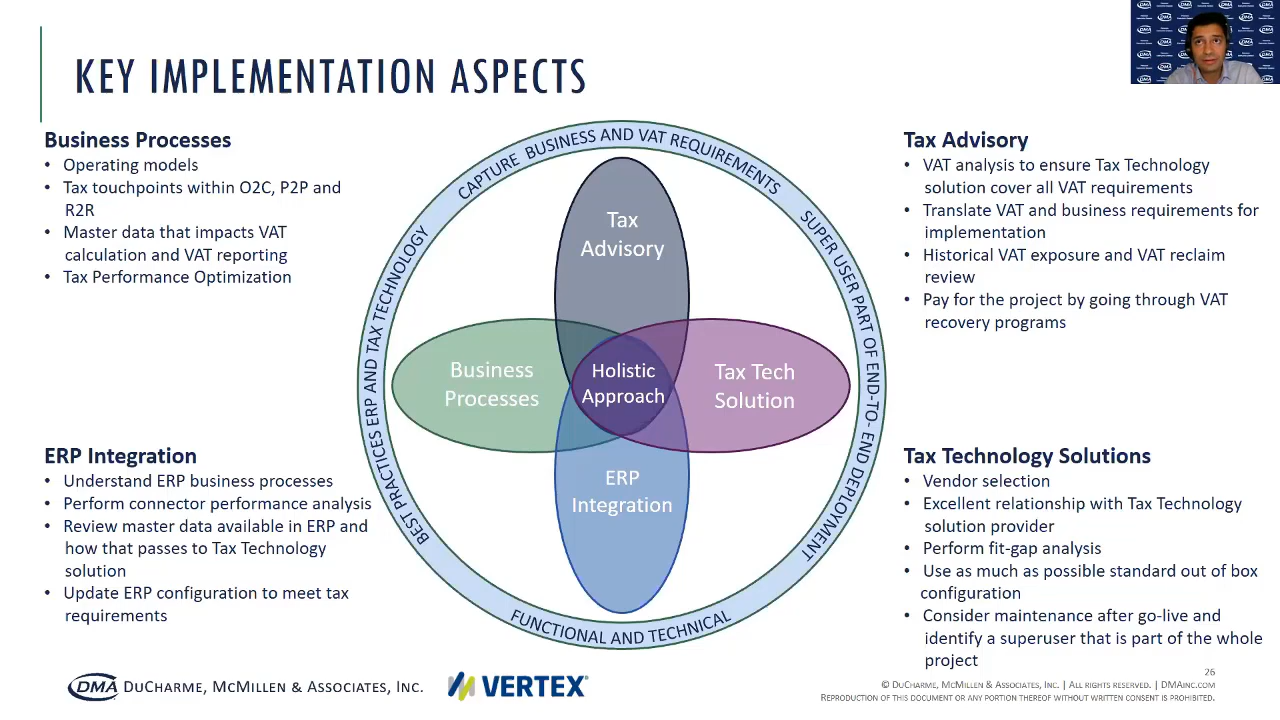 KEY IMPLEMENTATION ASPECTS
Business Processes
• Operating models
• Tax touchpoints within O2C, P2P and
R2R
• Master data that impacts VAT
calculation and VAT reporting
• Tax Performance Optimization
ERP Integration
• Understand ERP business processes
• Perform connector performance analysis
• Review master data available in ERP and
how that passes to Tax Technology
solution
• Update ERP configuration to meet tax
requirements
CAPTURE BUSINESS AND VAT REQUIREMENTS
SUPER USER PART OF END-TO- END DEPLOYMENT
FUNCTIONAL AND TECHNICAL
BEST PRACTICES ERP AND TAX TECHNOLOGY
Tax
Advisory
Business
Processes
Holistic
Approach
Tax Tech
Solution
ERP
Integration
Tax Advisory
• VAT analysis to ensure Tax Technology
solution cover all VAT requirements
• Translate VAT and business requirements for
implementation
• Historical VAT exposure and VAT reclaim
review
• Pay for the project by going through VAT
recovery programs
Tax Technology Solutions
• Vendor selection
• Excellent relationship with Tax Technology
solution provider
• Perform fit-gap analysis
• Use as much as possible standard out of box
configuration
• Consider maintenance after go-live and
identify a superuser that is part of the whole
project
DMA DUCHARME, MCMILLEN & ASSOCIATES, INC.
VERTEX
26
© DUCHARME, MCMILLEN & ASSOCIATES, INC. | ALL RIGHTS RESERVED. | DMAINC.COM
REPRODUCTION OF THIS DOCUMENT OR ANY PORTION THEREOF WITHOUT WRITTEN CONSENT IS PROHIBITED.